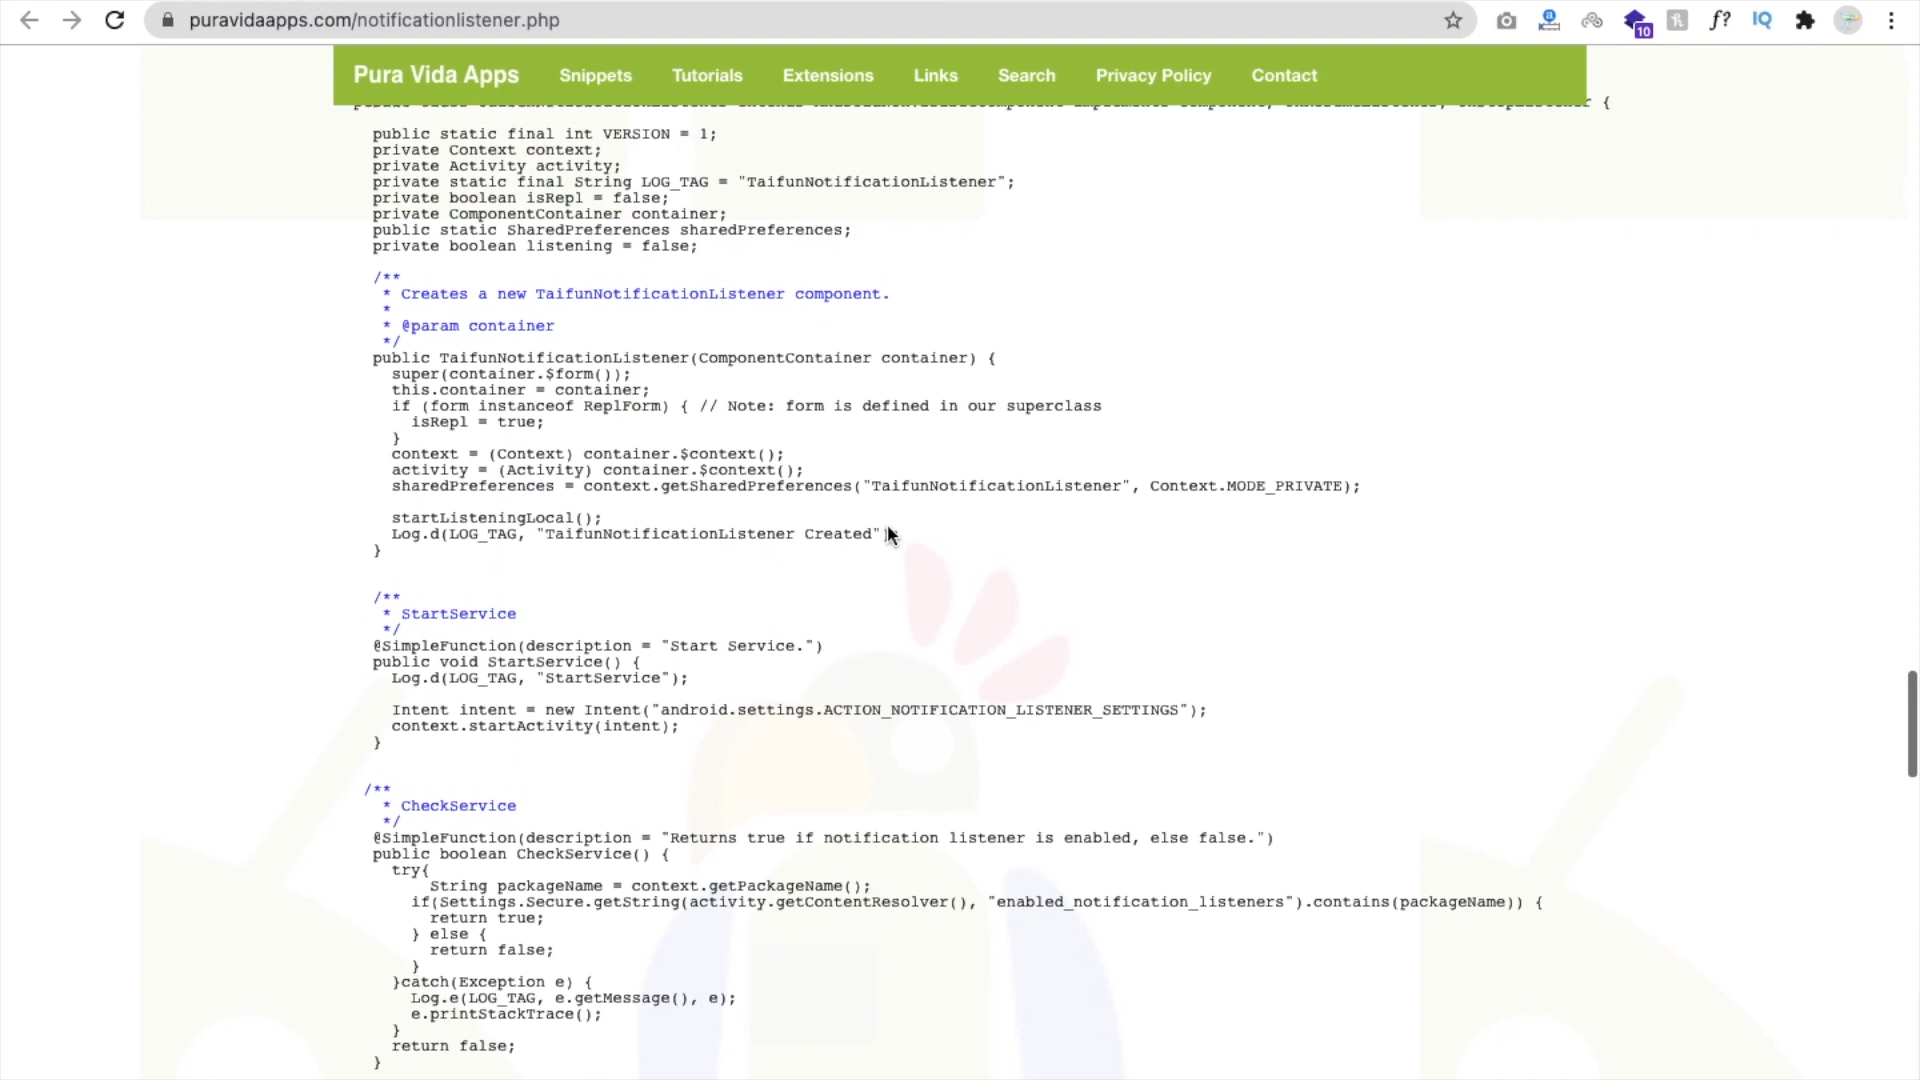 puravidaapps.com/notificationlistener.php
10
f?
IQ
Pura Vida Apps Snippets Tutorials Extensions Links Search Privacy Policy Contact
{
public static final int VERSION = 1;
private Context context;
private Activity activity;
private static final String LOG_TAG = "TaifunNotificationListener";
private boolean isRepl = false;
private ComponentContainer container;
public static SharedPreferences sharedPreferences;
private boolean listening = false;
/**
* Creates a new TaifunNotificationListener component.
*
* @param container
*/
public TaifunNotificationListener(ComponentContainer container) {
super(container.$form());
this.container = container;
if (form instanceof ReplForm) { // Note: form is defined in our superclass
isRepl = true;
}
context = (Context) container.$context();
activity = (Activity) container.$context();
sharedPreferences = context.getSharedPreferences("TaifunNotificationListener", Context.MODE_PRIVATE);
startListeningLocal();
Log.d(LOG_TAG, "TaifunNotificationListener Created"
}
/**
* StartService
*/
@SimpleFunction(description = "Start Service.")
public void StartService() {
Log.d(LOG_TAG, "StartService");
Intent intent = new Intent("android.settings.ACTION_NOTIFICATION_LISTENER_SETTINGS");
context.startActivity(intent);
}
/**
* CheckService
*/
@SimpleFunction(description = "Returns true if notification listener is enabled, else false.")
public boolean CheckService() {
try{
String packageName = context.getPackageName();
if(Settings.Secure.getString(activity.getContentResolver(), "enabled_notification_listeners").contains(packageName)) {
return true;
} else {
return false;
}
}catch(Exception e) {
Log.e(LOG_TAG, e.getMessage(), e);
e.printStackTrace();
}
return false;
}